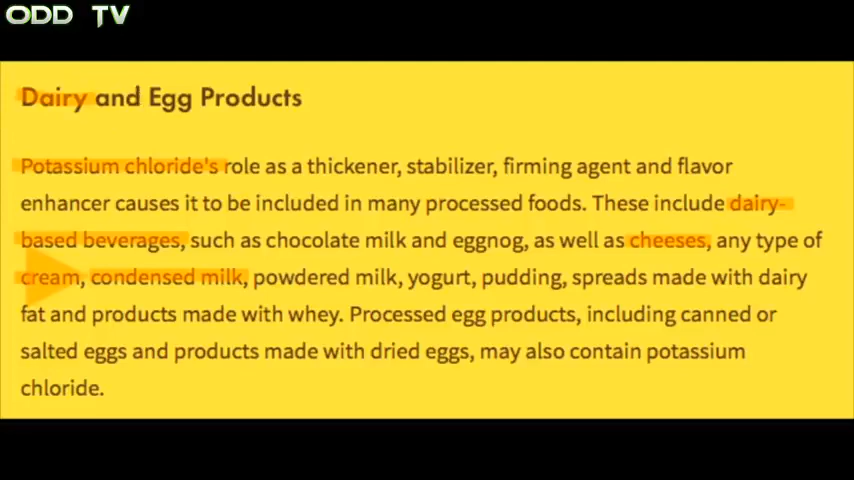 ODD TV
Dairy and Egg Products
Potassium chloride's role as a thickener, stabilizer, firming agent and flavor
enhancer causes it to be included in many processed foods. These include dairy-
based beverages, such as chocolate milk and eggnog, as well as cheeses, any type of
cream, condensed milk, powdered milk, yogurt, pudding, spreads made with dairy
fat and products made with whey. Processed egg products, including canned or
salted eggs and products made with dried eggs, may also contain potassium
chloride.